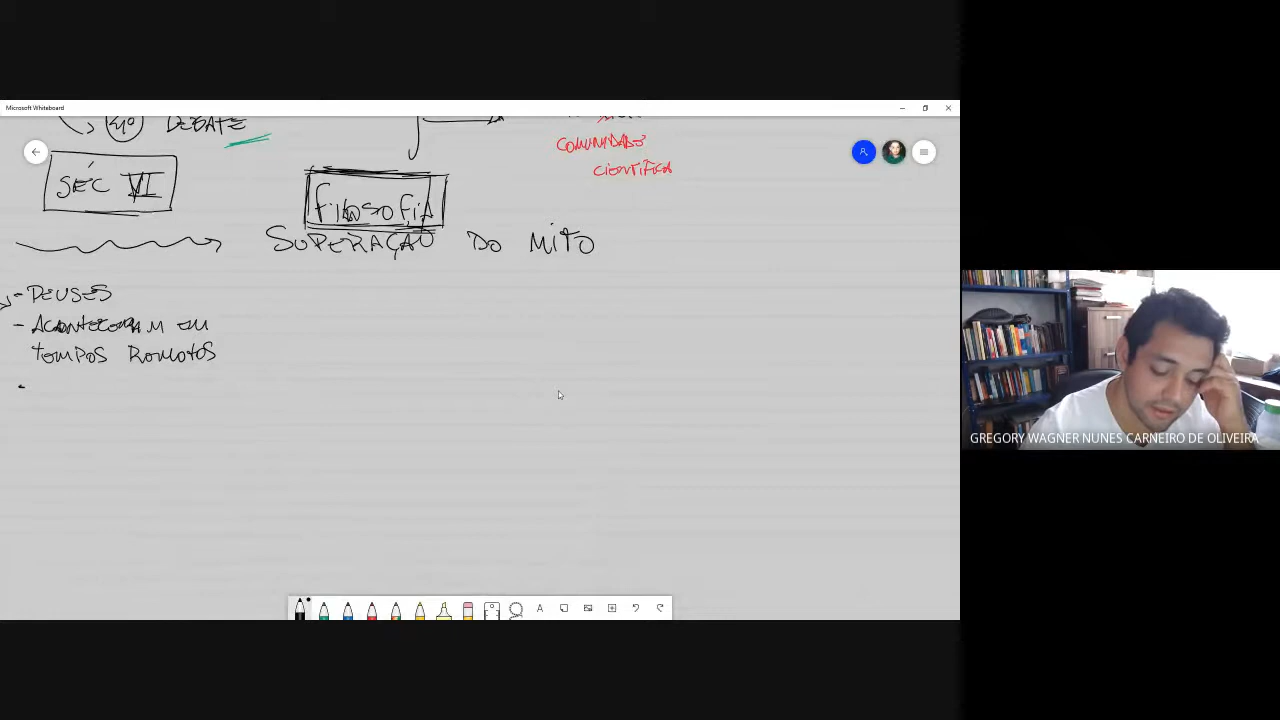 Microsoft Whiteboard
DEBATE
COMUNIDADE
CIENTÍFICA
SÉC VI
FILOSOFIA
SUPERAÇÃO DO MITO
- DEUSES
- ACONTECERAM EM
TEMPOS REMOTOS
-
A
GREGORY WAGNER NUNES CARNEIRO DE OLIVEIRA